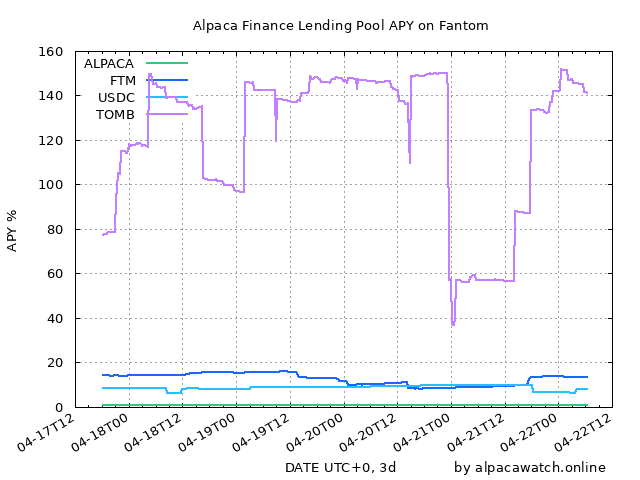 Alpaca Finance Lending Pool APY on Fantom
ALPACA
FTM
USDC
TOMB
APY %
160
140
120
100
80
60
40
20
0
04-17T12
04-18T00
04-18T12
04-19T00
04-19T12
04-20T00
04-20T12
04-21T00
04-21T12
04-22T00
04-22T12
DATE UTC+0, 3d
by alpacawatch.online